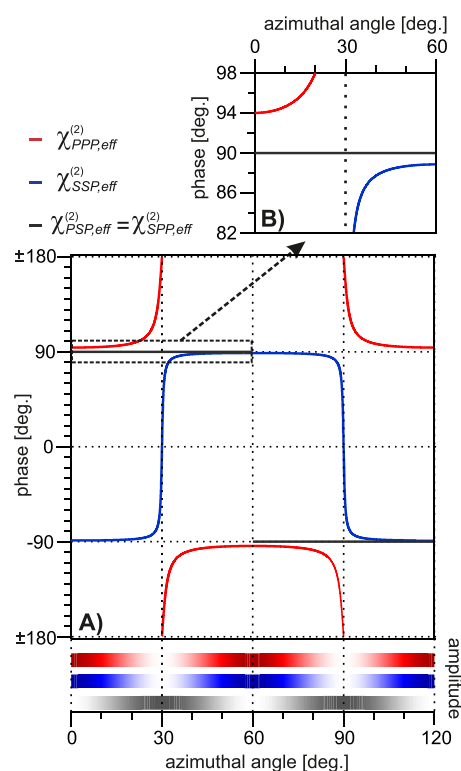 azimuthal angle [deg.]
0 30 60
98
94
90
86
82
phase [deg.]
B)
χ(2)PPP,eff
χ(2)SSP,eff
χ(2)PSP,eff = χ(2)SPP,eff
±180
90
0
-90
±180
phase [deg.]
A)
amplitude
0 30 60 90 120
azimuthal angle [deg.]